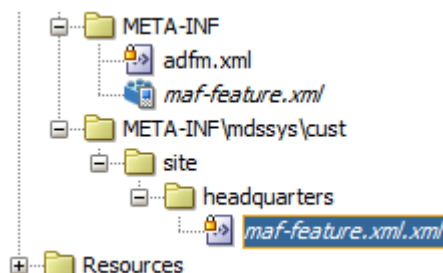 META-INF
adfm.xml
maf-feature.xml
META-INF\mdssys\cust
site
headquarters
maf-feature.xml.xml
Resources